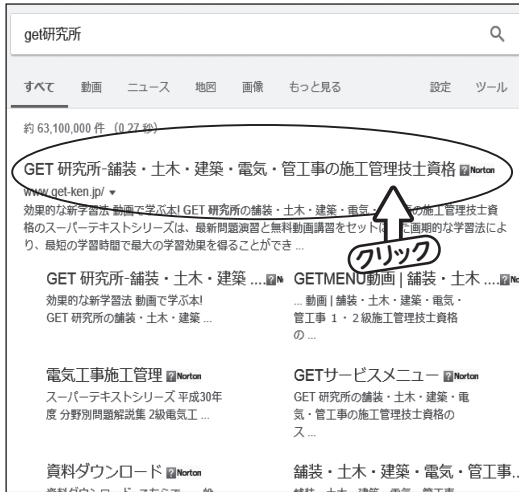 get研究所
すべて 動画 ニュース 地図 画像 もっと見る 設定 ツール
約 63,100,000 件 (0.27 秒)
GET 研究所-舗装・土木・建築・電気・管工事の施工管理技士資格 Norton
www.get-ken.jp/
効果的な新学習法 動画で学ぶ本! GET 研究所の舗装・土木・建築・電気・の施工管理技士資
格のスーパーテキストシリーズは、最新問題演習と無料動画講習をセットにした画期的な学習法によ
り、最短の学習時間で最大の学習効果を得ることができ ...
クリック
GET 研究所-舗装・土木・建築 ....
効果的な新学習法 動画で学ぶ本!
GET 研究所の舗装・土木・建築 ...
GETMENU動画 | 舗装・土木 ....
... 動画 | 舗装・土木・建築・電気・
管工事 1・2級施工管理技士資格
の ...
電気工事施工管理 Norton
スーパーテキストシリーズ 平成30年
度 分野別問題解説集 2級電気工 ...
GETサービスメニュー Norton
GET 研究所の舗装・土木・建築・電
気・管工事の施工管理技士資格の
ス ...
資料ダウンロード Norton
舗装・土木・建築・電気・管工事...